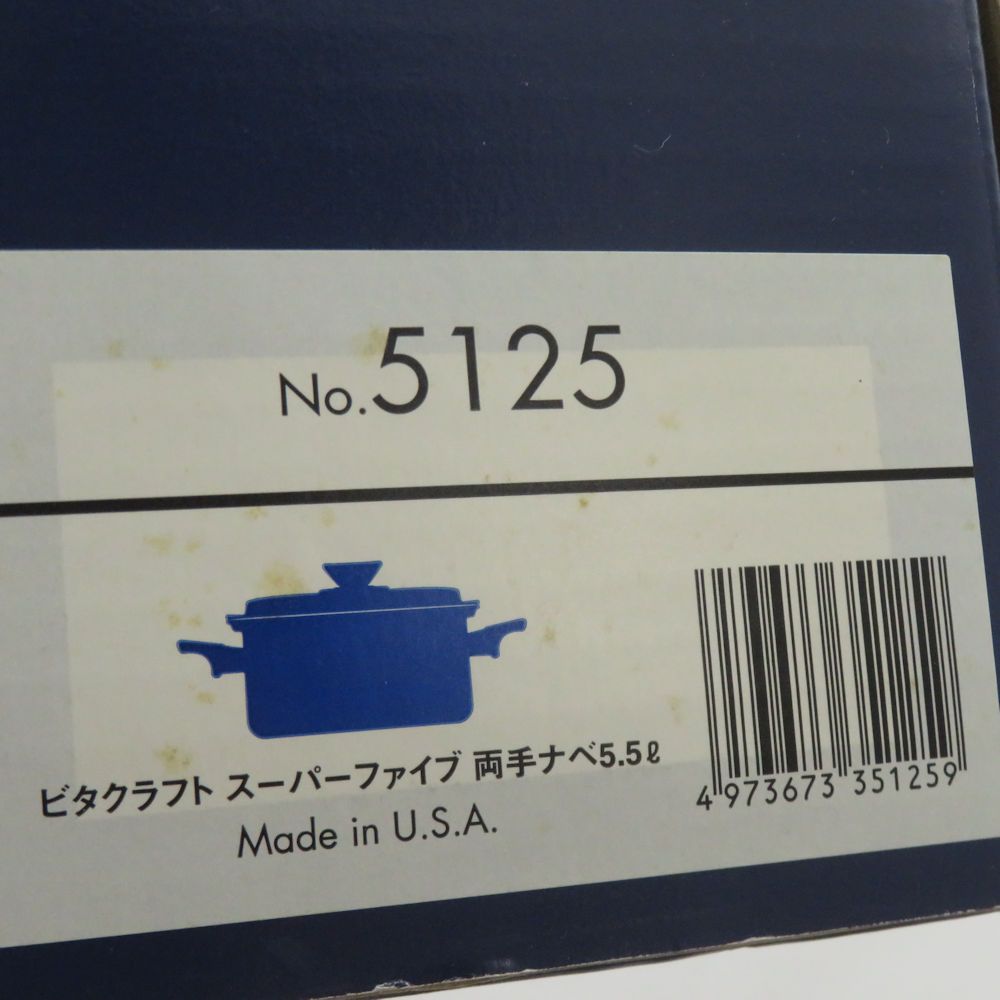 No.5125
ビタクラフト スーパーファイブ 両手ナベ5.5ℓ
Made in U.S.A.
4 973673 351259